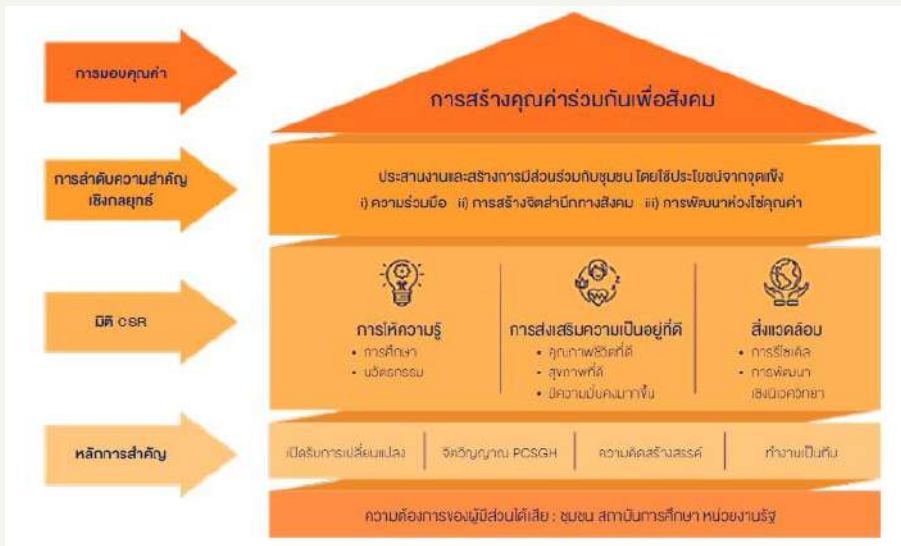 การมอบคุณค่า
การสร้างคุณค่าร่วมกันเพื่อสังคม
การลำดับความสำคัญ
เชิงกลยุทธ์
ประสานงานและสร้างการมีส่วนร่วมกับชุมชน โดยใช้ประโยชน์จากจุดแข็ง
i) ความร่วมมือ ii) การสร้างจิตสำนึกทางสังคม iii) การพัฒนาห่วงโซ่คุณค่า
มิติ CSR
การให้ความรู้
• การศึกษา
• นวัตกรรม
การส่งเสริมความเป็นอยู่ที่ดี
• คุณภาพชีวิตที่ดี
• สุขภาพที่ดี
• มีความมั่นคงมากขึ้น
สิ่งแวดล้อม
• การรีไซเคิล
• การพัฒนา
เชิงนิเวศวิทยา
หลักการสำคัญ
เปิดรับการเปลี่ยนแปลง
จิตวิญญาณ PCSGH
ความคิดสร้างสรรค์
ทำงานเป็นทีม
ความต้องการของผู้มีส่วนได้เสีย : ชุมชน สถาบันการศึกษา หน่วยงานรัฐ